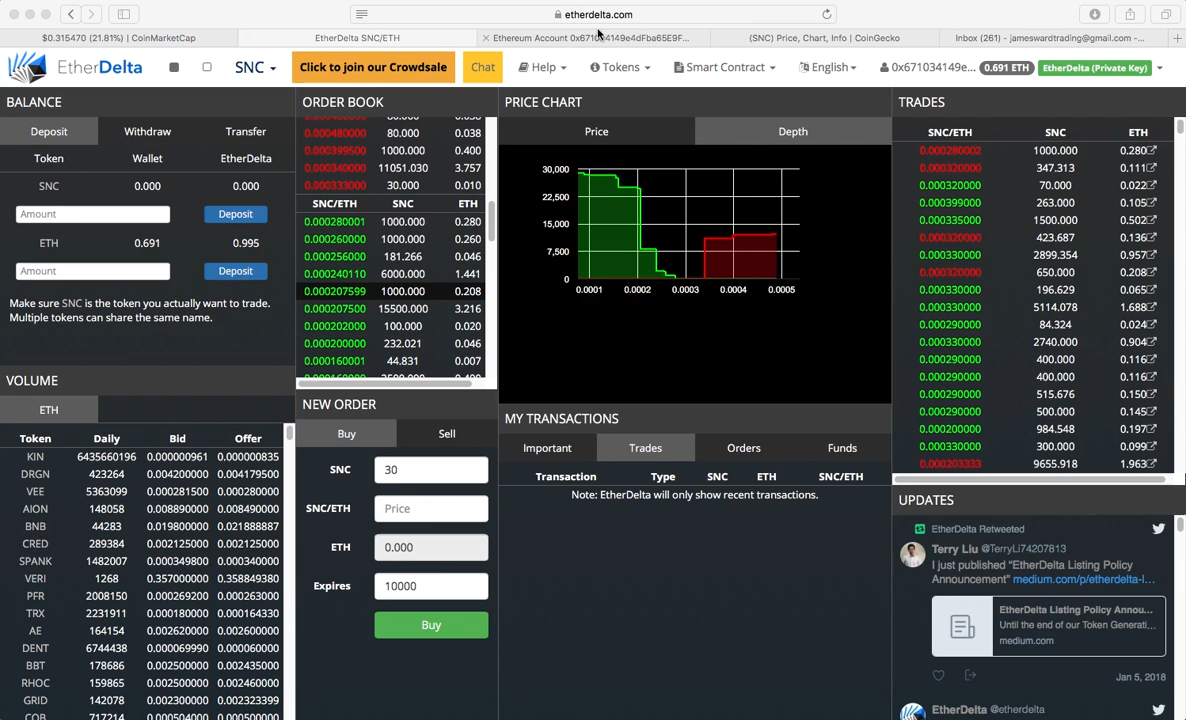 etherdelta.com
$0.315470 (21.81%) | CoinMarketCap
EtherDelta SNC/ETH
Ethereum Account 0x671034149e4dFba65E9F...
(SNC) Price, Chart, Info | CoinGecko
Inbox (261) - jameswardtrading@gmail.com -...
EtherDelta
SNC
Click to join our Crowdsale
Chat
Help
Tokens
Smart Contract
English
0x671034149e... 0.691 ETH EtherDelta (Private Key)
BALANCE
Deposit Withdraw Transfer
Token Wallet EtherDelta
SNC 0.000 0.000
Amount Deposit
ETH 0.691 0.995
Amount Deposit
Make sure SNC is the token you actually want to trade.
Multiple tokens can share the same name.
VOLUME
ETH
Token Daily Bid Offer
KIN 6435660196 0.000000961 0.000000835
DRGN 423264 0.004200000 0.004179500
VEE 5363099 0.000281500 0.000280000
AION 148058 0.008890000 0.008490000
BNB 44283 0.019800000 0.021888887
CRED 289384 0.002125000 0.002100000
SPANK 1482007 0.000349800 0.000340000
VERI 1268 0.357000000 0.358849380
PFR 2008150 0.000269200 0.000263000
TRX 2231911 0.000180000 0.000164330
AE 164154 0.002620000 0.002600000
DENT 6744438 0.000069990 0.000060000
BBT 178686 0.002500000 0.002435000
RHOC 159865 0.002500000 0.002460000
GRID 142078 0.002300000 0.002323399
COB 717214 0.000504000 0.000500000
ORDER BOOK
0.000480000 80.000 0.038
0.000399500 1000.000 0.400
0.000340000 11051.030 3.757
0.000333000 30.000 0.010
SNC/ETH SNC ETH
0.000280001 1000.000 0.280
0.000260000 1000.000 0.260
0.000256000 181.266 0.046
0.000240110 6000.000 1.441
0.000207599 1000.000 0.208
0.000207500 15500.000 3.216
0.000202000 100.000 0.020
0.000200000 232.021 0.046
0.000160001 44.831 0.007
NEW ORDER
Buy Sell
SNC 30
SNC/ETH Price
ETH 0.000
Expires 10000
Buy
PRICE CHART
Price Depth
30,000
22,500
15,000
7,500
0
0.0001 0.0002 0.0003 0.0004 0.0005
MY TRANSACTIONS
Important Trades Orders Funds
Transaction Type SNC ETH SNC/ETH
Note: EtherDelta will only show recent transactions.
TRADES
SNC/ETH SNC ETH
0.000280002 1000.000 0.280
0.000320000 347.313 0.111
0.000320000 70.000 0.022
0.000399000 263.000 0.105
0.000335000 1500.000 0.502
0.000320000 423.687 0.136
0.000330000 2899.354 0.957
0.000320000 650.000 0.208
0.000330000 196.629 0.065
0.000330000 5114.078 1.688
0.000290000 84.324 0.024
0.000330000 2740.000 0.904
0.000290000 400.000 0.116
0.000290000 400.000 0.116
0.000290000 515.676 0.150
0.000290000 500.000 0.145
0.000200000 984.548 0.197
0.000330000 300.000 0.099
0.000203333 9655.918 1.963
UPDATES
EtherDelta Retweeted
Terry Liu @TerryLi74207813
I just published “EtherDelta Listing Policy
Announcement” medium.com/p/etherdelta-l...
EtherDelta Listing Policy Annou...
Until the end of our Token Generati...
medium.com
Jan 5, 2018
EtherDelta @etherdelta